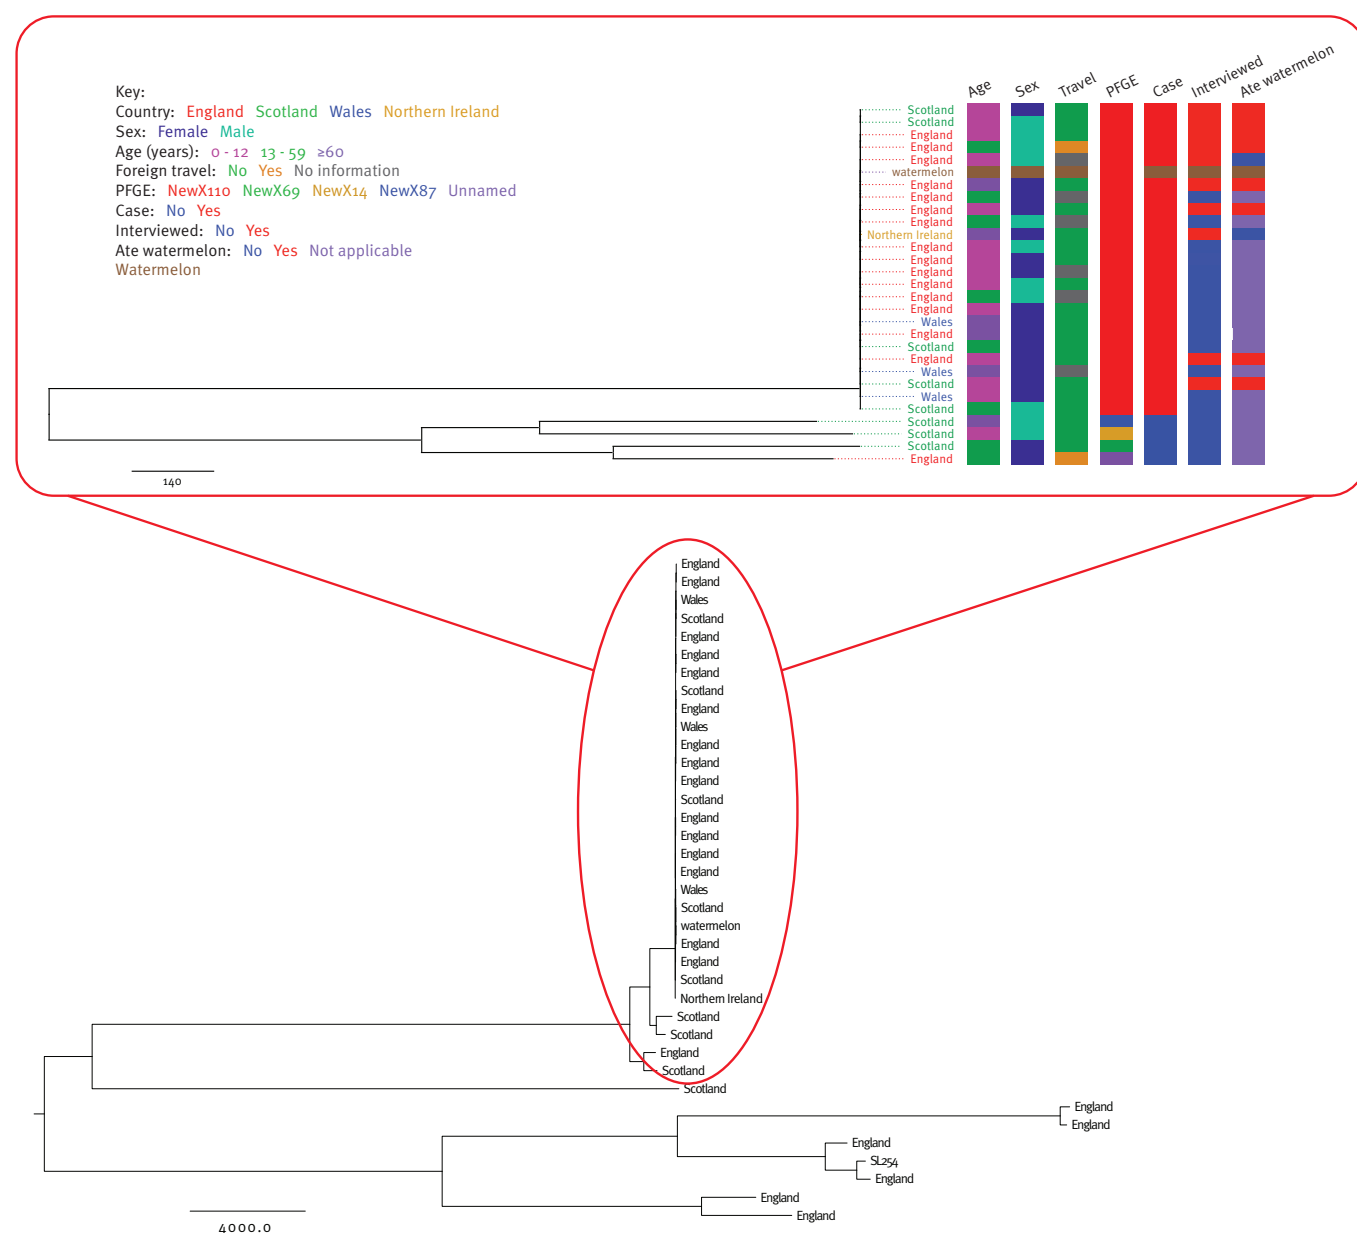 Age Sex Travel PFGE Case Interviewed Ate watermelon
Key:
Country: England Scotland Wales Northern Ireland
Sex: Female Male
Age (years): 0 - 12 13 - 59 ≥60
Foreign travel: No Yes No information
PFGE: NewX110 NewX69 NewX14 NewX87 Unnamed
Case: No Yes
Interviewed: No Yes
Ate watermelon: No Yes Not applicable
Watermelon
Scotland
Scotland
England
England
England
watermelon
England
England
England
England
Northern Ireland
England
England
England
England
England
England
Wales
England
Scotland
England
Wales
Scotland
Wales
Scotland
Scotland
Scotland
Scotland
England
140
England
England
Wales
Scotland
England
England
England
Scotland
England
Wales
England
England
England
Scotland
England
England
England
England
Wales
Scotland
watermelon
England
England
Scotland
Northern Ireland
Scotland
Scotland
England
Scotland
Scotland
England
England
England
SL254
England
England
England
4000.0